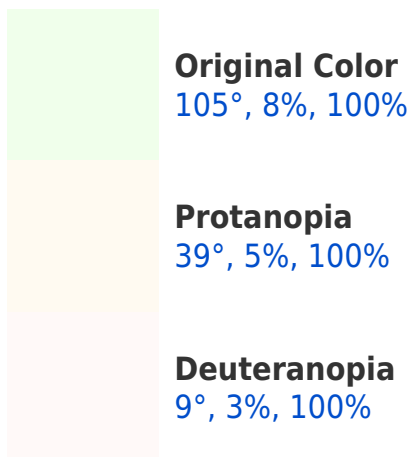 Original Color
105°, 8%, 100%
Protanopia
39°, 5%, 100%
Deuteranopia
9°, 3%, 100%